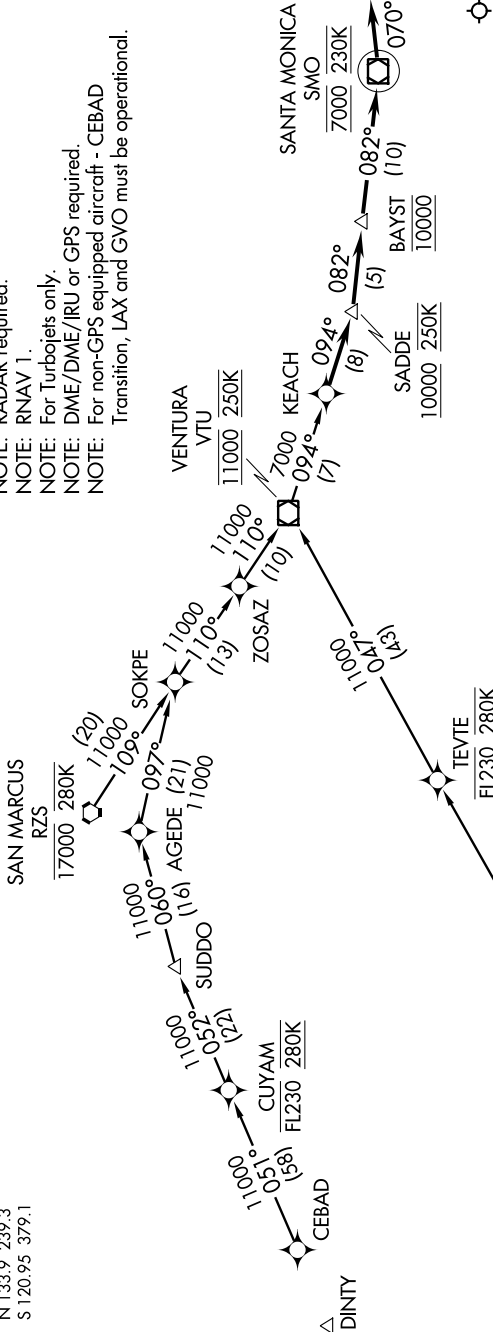 N 133.9 239.3
S 120.95 379.1
NOTE: RADAR required.
NOTE: RNAV 1.
NOTE: For Turbojets only.
NOTE: DME/DME/IRU or GPS required.
NOTE: For non-GPS equipped aircraft - CEBAD
Transition, LAX and GVO must be operational.
SANTA MONICA
SMO
7000 230K
070°
082°
(10)
BAYST
10000
082°
(5)
SADDE
10000 250K
094°
(8)
KEACH
7000
094°
(7)
VENTURA
VTU
11000 250K
11000
110°
(10)
ZOSAZ
11000
110°
(13)
SOKPE
(20)
11000
109°
SAN MARCUS
RZS
17000 280K
097°
(21)
11000
AGEDE
11000
060°
(16)
SUDDO
11000
052°
(22)
CUYAM
FL230 280K
11000
051°
(58)
CEBAD
DINTY
11000
047°
(43)
TEVTE
FL230 280K